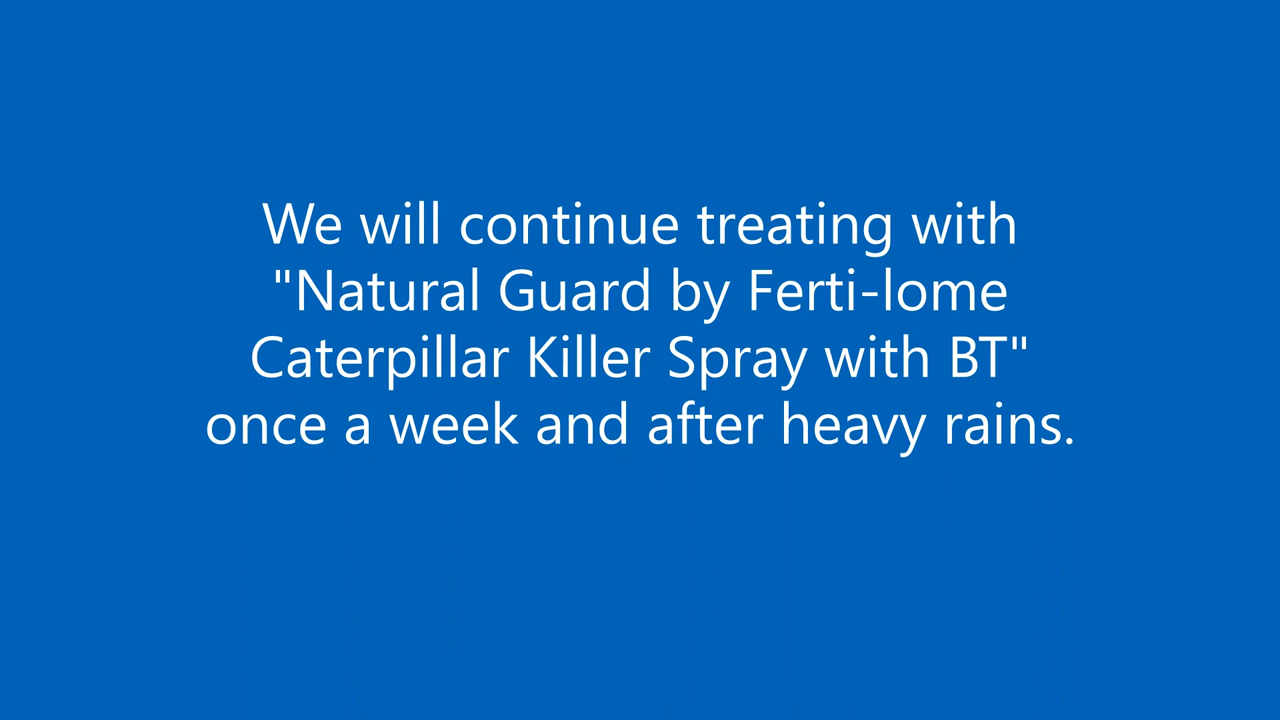 We will continue treating with
"Natural Guard by Ferti-lome
Caterpillar Killer Spray with BT"
once a week and after heavy rains.